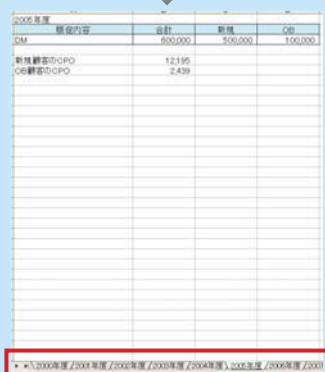 2005年度
販促内容 合計 新規 OB
DM 600,000 500,000 100,000
新規顧客のCPO 12,195
OB顧客のCPO 2,439
2000年度 / 2001年度 / 2002年度 / 2003年度 / 2004年度 \ 2005年度 / 2006年度 / 2007